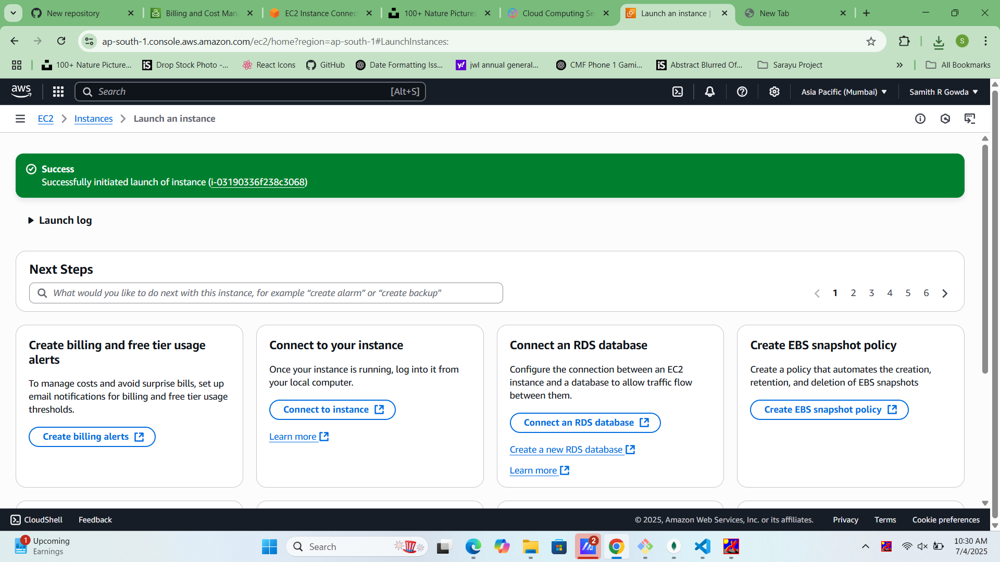 New repository
Billing and Cost Man
EC2 Instance Connec
100+ Nature Pictures
Cloud Computing Se
Launch an instance |
New Tab
ap-south-1.console.aws.amazon.com/ec2/home?region=ap-south-1#LaunchInstances:
S
100+ Nature Picture...
Drop Stock Photo -...
React Icons
GitHub
Date Formatting Iss...
jwl annual general...
CMF Phone 1 Gami...
Abstract Blurred Of...
Sarayu Project
All Bookmarks
aws
Search
[Alt+S]
Asia Pacific (Mumbai)
Samith R Gowda
EC2
Instances
Launch an instance
Success
Successfully initiated launch of instance (i-03190336f238c3068)
Launch log
Next Steps
What would you like to do next with this instance, for example “create alarm” or “create backup"
1 2 3 4 5 6
Create billing and free tier usage
alerts
To manage costs and avoid surprise bills, set up
email notifications for billing and free tier usage
thresholds.
Create billing alerts
Connect to your instance
Once your instance is running, log into it from
your local computer.
Connect to instance
Learn more
Connect an RDS database
Configure the connection between an EC2
instance and a database to allow traffic flow
between them.
Connect an RDS database
Create a new RDS database
Learn more
Create EBS snapshot policy
Create a policy that automates the creation,
retention, and deletion of EBS snapshots
Create EBS snapshot policy
CloudShell
Feedback
© 2025, Amazon Web Services, Inc. or its affiliates.
Privacy
Terms
Cookie preferences
1
Upcoming
Earnings
Search
2
10:30 AM
7/4/2025